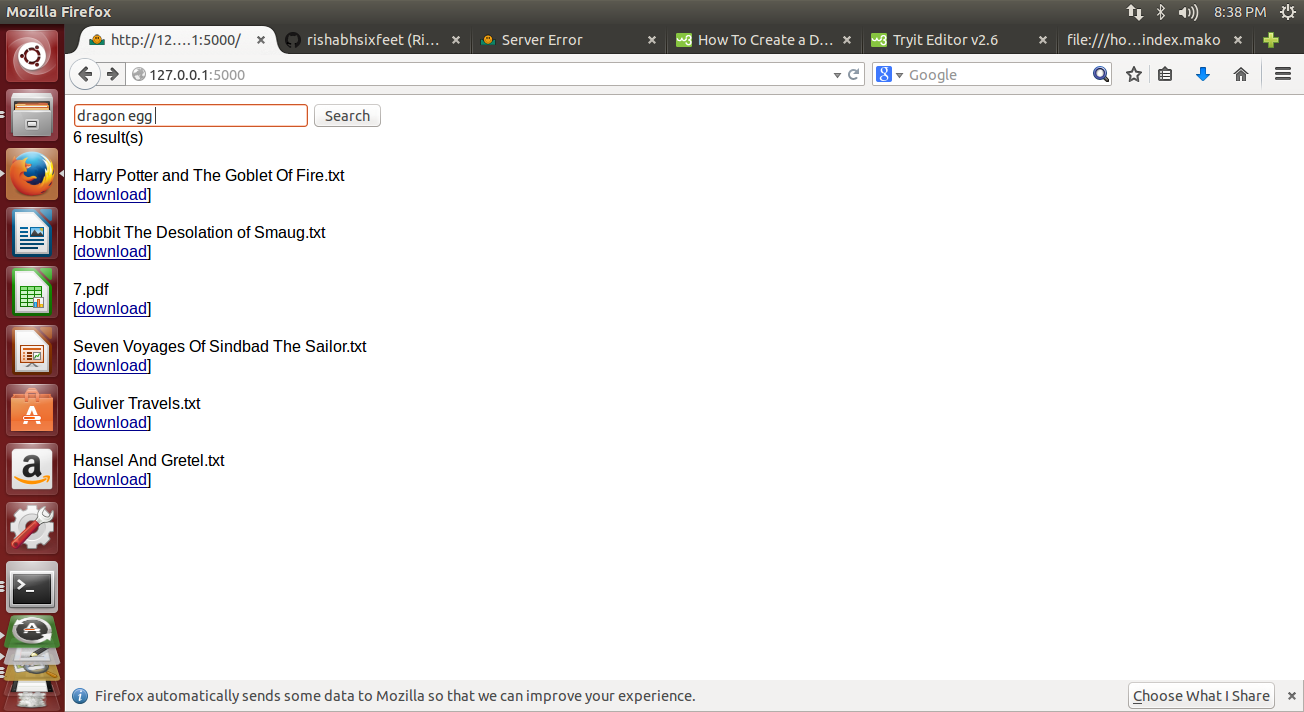 Mozilla Firefox
8:38 PM
http://12....1:5000/
rishabhsixfeet (Ri...
Server Error
How To Create a D...
Tryit Editor v2.6
file:///ho...index.mako
127.0.0.1:5000
Google
dragon egg
Search
6 result(s)
Harry Potter and The Goblet Of Fire.txt
[download]
Hobbit The Desolation of Smaug.txt
[download]
7.pdf
[download]
Seven Voyages Of Sindbad The Sailor.txt
[download]
Guliver Travels.txt
[download]
Hansel And Gretel.txt
[download]
Firefox automatically sends some data to Mozilla so that we can improve your experience.
Choose What I Share